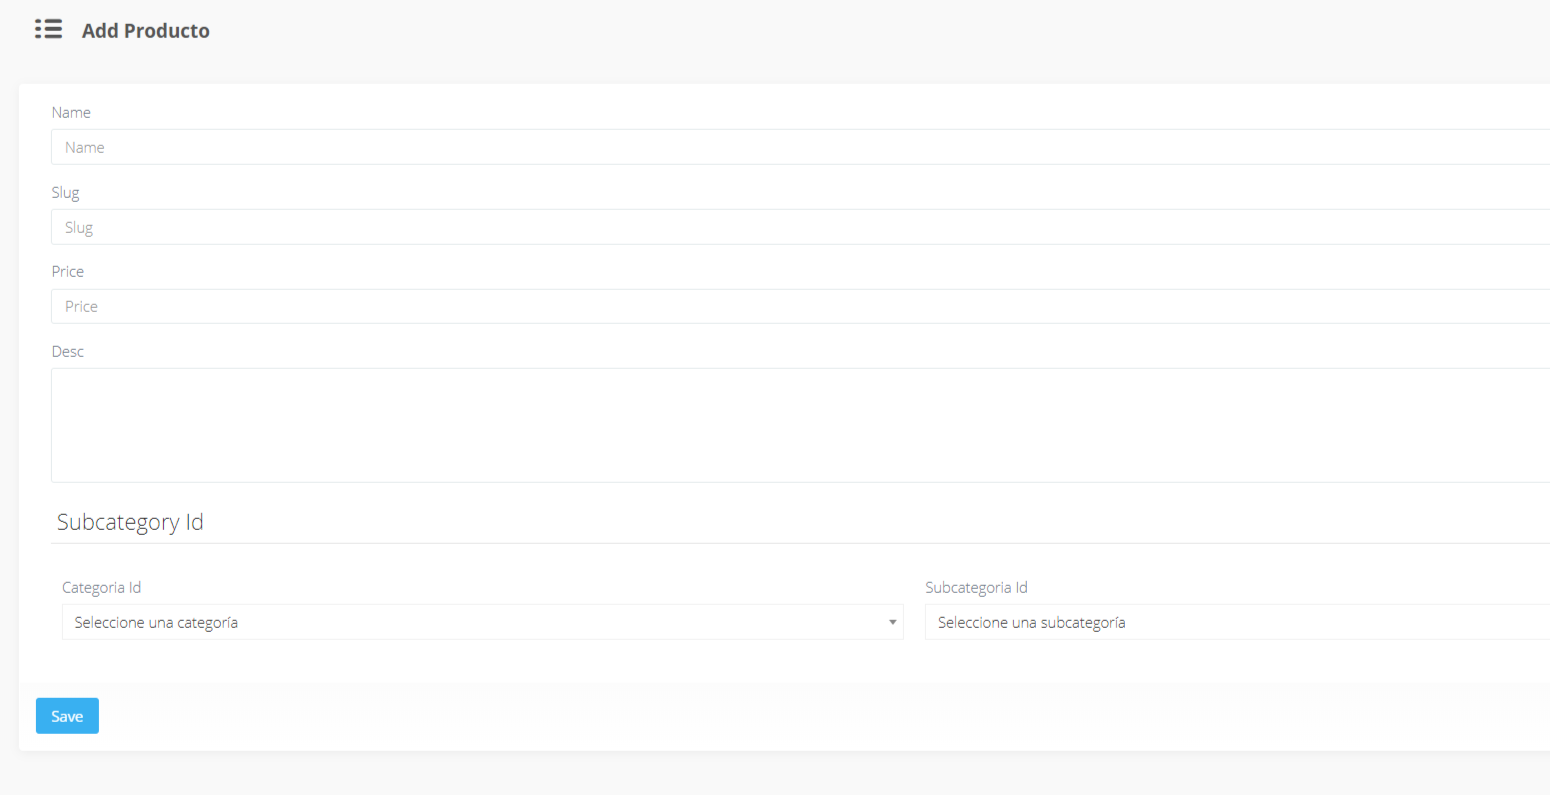 Add Producto
Name
Name
Slug
Slug
Price
Price
Desc
Subcategory Id
Categoria Id
Seleccione una categoría
Subcategoria Id
Seleccione una subcategoría
Save